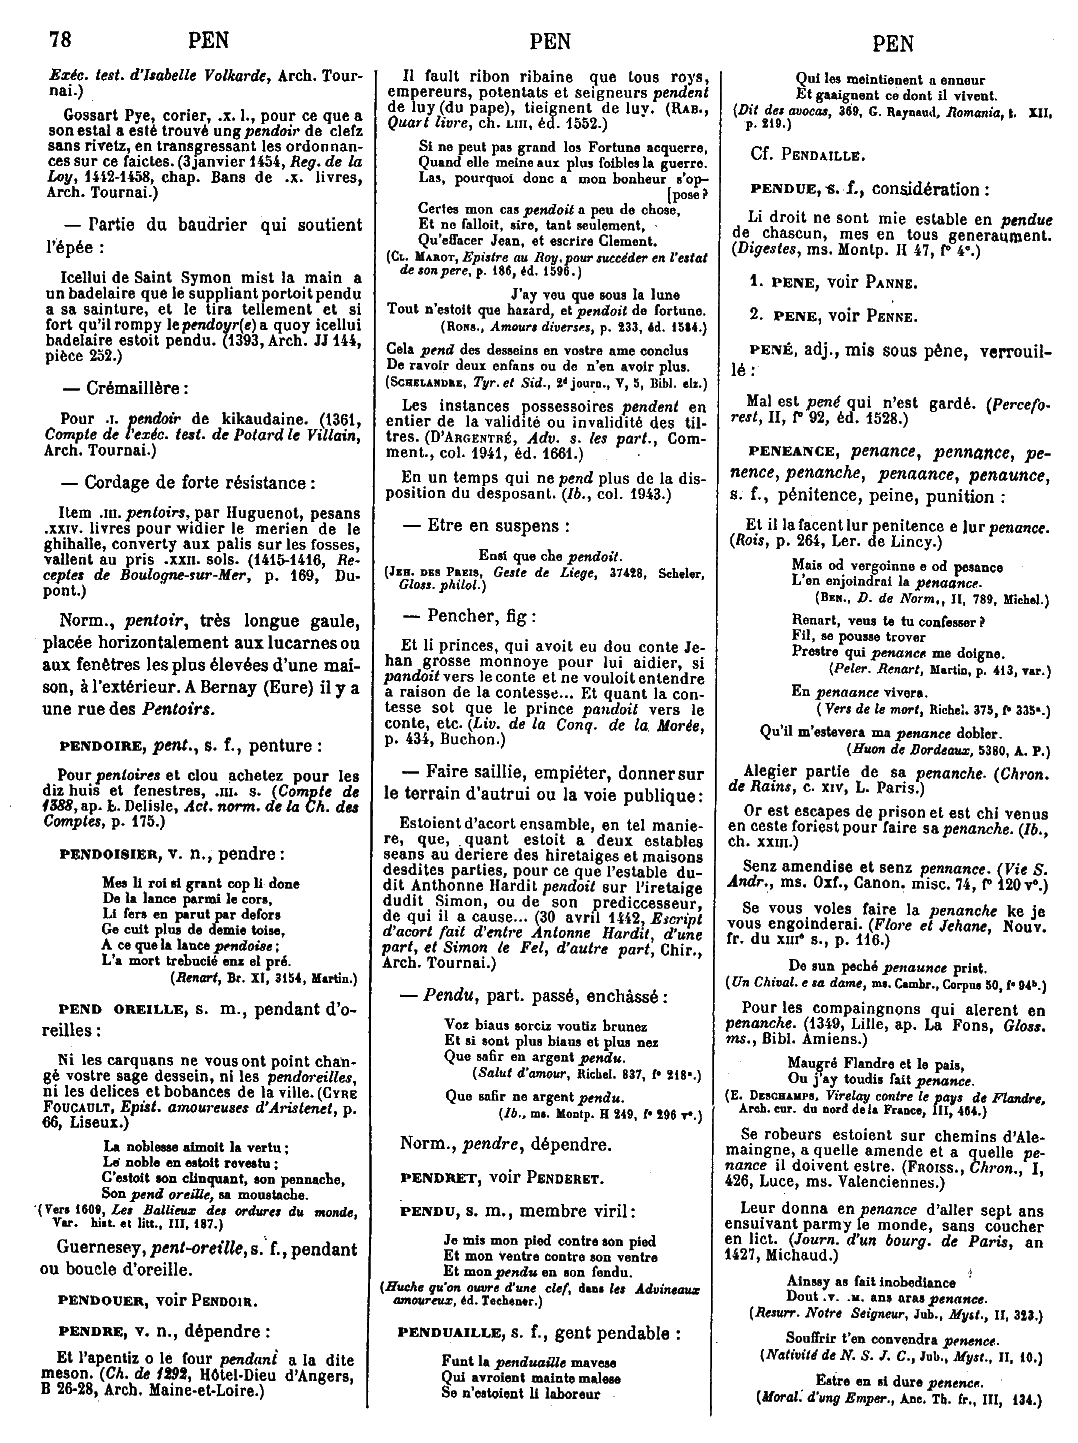 78 PEN PEN PEN
Exéc. test. d'Isabelle Volkarde, Arch. Tour-
nai.)
Gossart Pye, corier, .x. l., pour ce que a
son estal a esté trouvé ung pendoir de clefz
sans rivetz, en transgressant les ordonnan-
ces sur ce faictes. (3 janvier 1454, Reg. de la
Loy, 1442-1458, chap. Bans de .x. livres,
Arch. Tournai.)
— Partie du baudrier qui soutient
l'épée :
Icellui de Saint Symon mist la main a
un badelaire que le suppliant portoit pendu
a sa sainture, et le tira tellement et si
fort qu'il rompy le pendoyr(e) a quoy icellui
badelaire estoit pendu. (1393, Arch. JJ 144,
pièce 252.)
— Crémaillère :
Pour .I. pendoir de kikaudaine. (1361,
Compte de l'exéc. test. de Potard le Villain,
Arch. Tournai.)
— Cordage de forte résistance :
Item .III. pentoirs, par Huguenot, pesans
.XXIV. livres pour widier le merien de le
ghihalle, converty aux palis sur les fosses,
vallent au pris .XXII. sols. (1415-1416, Re-
ceptes de Boulogne-sur-Mer, p. 169, Du-
pont.)
Norm., pentoir, très longue gaule,
placée horizontalement aux lucarnes ou
aux fenêtres les plus élevées d'une mai-
son, à l'extérieur. A Bernay (Eure) il y a
une rue des Pentoirs.
PENDOIRE, pent., s. f., penture :
Pour pentoires et clou achetez pour les
diz huis et fenestres, .III. s. (Compte de
1388, ap. L. Delisle, Act. norm. de la Ch. des
Comptes, p. 175.)
PENDOISIER, v. n., pendre :
Mes li roi si grant cop li done
De la lance parmi le cors,
Li fers en parut par defors
Ge cuit plus de demie toise,
A ce que la lance pendoise ;
L'a mort trebucié enz el pré.
(Renart, Br. XI, 3154, Martin.)
PEND OREILLE, s. m., pendant d'o-
reilles :
Ni les carquans ne vous ont point chan-
gé vostre sage dessein, ni les pendoreilles,
ni les delices et bobances de la ville. (CYRE
FOUCAULT, Epist. amoureuses d'Aristenet, p.
66, Liseux.)
La noblesse aimoit la vertu ;
Le noble en estoit revestu ;
C'estoit son clinquant, son pennache,
Son pend oreille, sa moustache.
(Vers 1609, Les Ballieux des ordures du monde,
Var. hist. et litt., III, 187.)
Guernesey, pent-oreille, s. f., pendant
ou boucle d'oreille.
PENDOUER, voir PENDOIR.
PENDRE, v. n., dépendre :
Et l'apentiz o le four pendant a la dite
meson. (Ch. de 1292, Hôtel-Dieu d'Angers,
B 26-28, Arch. Maine-et-Loire.)
Il fault ribon ribaine que tous roys,
empereurs, potentats et seigneurs pendent
de luy (du pape), tieignent de luy. (RAB.,
Quart livre, ch. LIII, éd. 1552.)
Si ne peut pas grand los Fortune acquerre,
Quand elle meine aux plus foibles la guerre.
Las, pourquoi donc a mon bonheur s'op-
[pose ?
Certes mon cas pendoit a peu de chose,
Et ne falloit, sire, tant seulement,
Qu'effacer Jean, et escrire Clement.
(CL. MAROT, Epistre au Roy, pour succéder en l'estat
de son pere, p. 186, éd. 1596.)
J'ay veu que sous la lune
Tout n'estoit que hazard, et pendoit de fortune.
(RONS., Amours diverses, p. 233, éd. 1584.)
Cela pend des desseins en vostre ame conclus
De ravoir deux enfans ou de n'en avoir plus.
(SCHELANDRE, Tyr. et Sid., 2d journ., V, 5, Bibl. elz.)
Les instances possessoires pendent en
entier de la validité ou invalidité des til-
tres. (D'ARGENTRÉ, Adv. s. les part., Com-
ment., col. 1941, éd. 1661.)
En un temps qui ne pend plus de la dis-
position du desposant. (Ib., col. 1943.)
— Etre en suspens :
Ensi que che pendoit.
(JEH. DES PREIS, Geste de Liege, 37428, Scheler,
Gloss. philol.)
— Pencher, fig :
Et li princes, qui avoit eu dou conte Je-
han grosse monnoye pour lui aidier, si
pandoit vers le conte et ne vouloit entendre
a raison de la contesse... Et quant la con-
tesse sot que le prince pandoit vers le
conte, etc. (Liv. de la Conq. de la Morée,
p. 434, Buchon.)
— Faire saillie, empiéter, donner sur
le terrain d'autrui ou la voie publique :
Estoient d'acort ensamble, en tel manie-
re, que, quant estoit a deux estables
seans au deriere des hiretaiges et maisons
desdites parties, pour ce que l'estable du-
dit Anthonne Hardit pendoit sur l'iretaige
dudit Simon, ou de son prediccesseur,
de qui il a cause... (30 avril 1442, Escript
d'acort fait d'entre Antonne Hardit, d'une
part, et Simon le Fel, d'autre part, Chir.,
Arch. Tournai.)
— Pendu, part. passé, enchâssé :
Voz biaus sorciz voutiz brunez
Et si sont plus biaus et plus nez
Que safir en argent pendu.
(Salut d'amour, Richel. 837, f° 218a.)
Que safir ne argent pendu.
(Ib., ms. Montp. H 249, f° 296 v°.)
Norm., pendre, dépendre.
PENDRET, voir PENDERET.
PENDU, s. m., membre viril :
Je mis mon pied contre son pied
Et mon ventre contre son ventre
Et mon pendu en son fendu.
(Huche qu'on ouvre d'une clef, dans les Advineaux
amoureux, éd. Techener.)
PENDUAILLE, s. f., gent pendable :
Funt la penduaille mavese
Qui avroient mainte malese
Se n'estoient li laboreur
Qui les meintienent a enneur
Et gaaignent ce dont il vivent.
(Dit des avocas, 369, G. Raynaud, Romania, t. XII,
p. 219.)
Cf. PENDAILLE.
PENDUE, s. f., considération :
Li droit ne sont mie estable en pendue
de chascun, mes en tous generaument.
(Digestes, ms. Montp. H 47, f° 4c.)
1. PENE, voir PANNE.
2. PENE, voir PENNE.
PENÉ, adj., mis sous pêne, verrouil-
lé :
Mal est pené qui n'est gardé. (Percefo-
rest, II, f° 92, éd. 1528.)
PENEANCE, penance, pennance, pe-
nence, penanche, penaance, penaunce,
s. f., pénitence, peine, punition :
Et il la facent lur penitence e lur penance.
(Rois, p. 264, Ler. de Lincy.)
Mais od vergoinne e od pesance
L'en enjoindrai la penaance.
(BEN., D. de Norm., II, 789, Michel.)
Renart, veus te tu confesser ?
Fil, se pousse trover
Prestre qui penance me doigne.
(Peler. Renart, Martin, p. 413, var.)
En penaance vivera.
(Vers de le mort, Richel. 375, f° 335a.)
Qu'il m'estevera ma penance dobler.
(Huon de Bordeaux, 5380, A. P.)
Alegier partie de sa penanche. (Chron.
de Rains, c. XIV, L. Paris.)
Or est escapes de prison et est chi venus
en ceste foriest pour faire sa penanche. (Ib.,
ch. XXIII.)
Senz amendise et senz pennance. (Vie S.
Andr., ms. Oxf., Canon. misc. 74, f° 120 v°.)
Se vous voles faire la penanche ke je
vous engoinderai. (Flore et Jehane, Nouv.
fr. du XIIIe s., p. 116.)
De sun peché penaunce prist.
(Un Chival. e sa dame, ms. Cambr., Corpus 50, f° 94b.)
Pour les compaingnons qui alerent en
penanche. (1349, Lille, ap. La Fons, Gloss.
ms., Bibl. Amiens.)
Maugré Flandre et le pais,
Ou j'ay toudis fait penance.
(E. DESCHAMPS, Virelay contre le pays de Flandre,
Arch. cur. du nord de la France, III, 464.)
Se robeurs estoient sur chemins d'Ale-
maingne, a quelle amende et a quelle pe-
nance il doivent estre. (FROISS., Chron., I,
426, Luce, ms. Valenciennes.)
Leur donna en penance d'aller sept ans
ensuivant parmy le monde, sans coucher
en lict. (Journ. d'un bourg. de Paris, an
1427, Michaud.)
Ainssy as fait inobediance
Dout .V. .M. ans aras penance.
(Resurr. Notre Seigneur, Jub., Myst., II, 323.)
Souffrir t'en convendra penence.
(Nativité de N. S. J. C., Jub., Myst., II, 10.)
Estre en si dure penence.
(Moral. d'ung Emper., Anc. Th. fr., III, 134.)